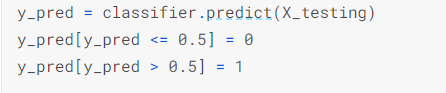 y_pred = classifier.predict(X_testing)
y_pred[y_pred <= 0.5] = 0
y_pred[y_pred > 0.5] = 1